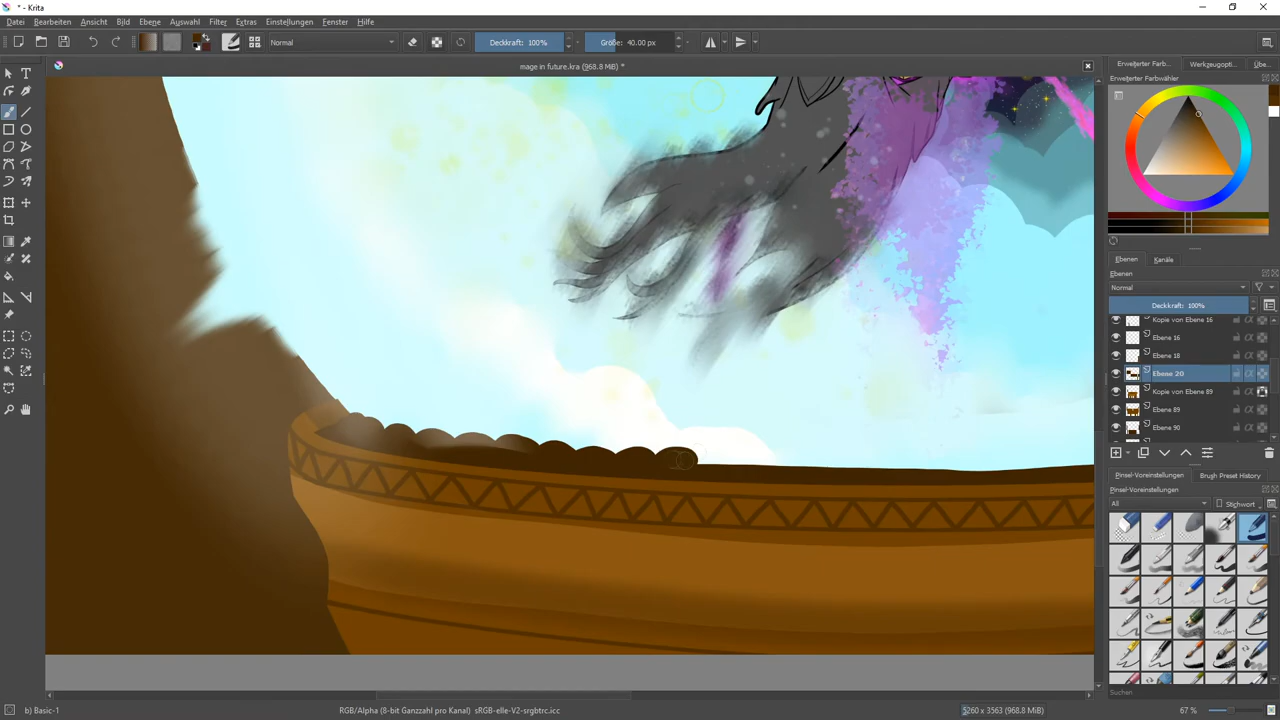 * - Krita
Datei Bearbeiten Ansicht Bild Ebene Auswahl Filter Extras Einstellungen Fenster Hilfe
Normal Deckkraft: 100% Größe: 40.00 px
mage in future.kra (968.8 MiB) *
Erweiterter Farb... Werkzeugopti... Übe...
Erweiterter Farbwähler
Ebenen Kanäle
Ebenen
Normal
Deckkraft: 100%
Kopie von Ebene 16
Ebene 16
Ebene 18
Ebene 20
Kopie von Ebene 89
Ebene 89
Ebene 90
Pinsel-Voreinstellungen Brush Preset History
Pinsel-Voreinstellungen
All Stichwort
Suchen
b) Basic-1 RGB/Alpha (8-bit Ganzzahl pro Kanal) sRGB-elle-V2-srgbtrc.icc 5260 x 3563 (968.8 MiB) 67 %